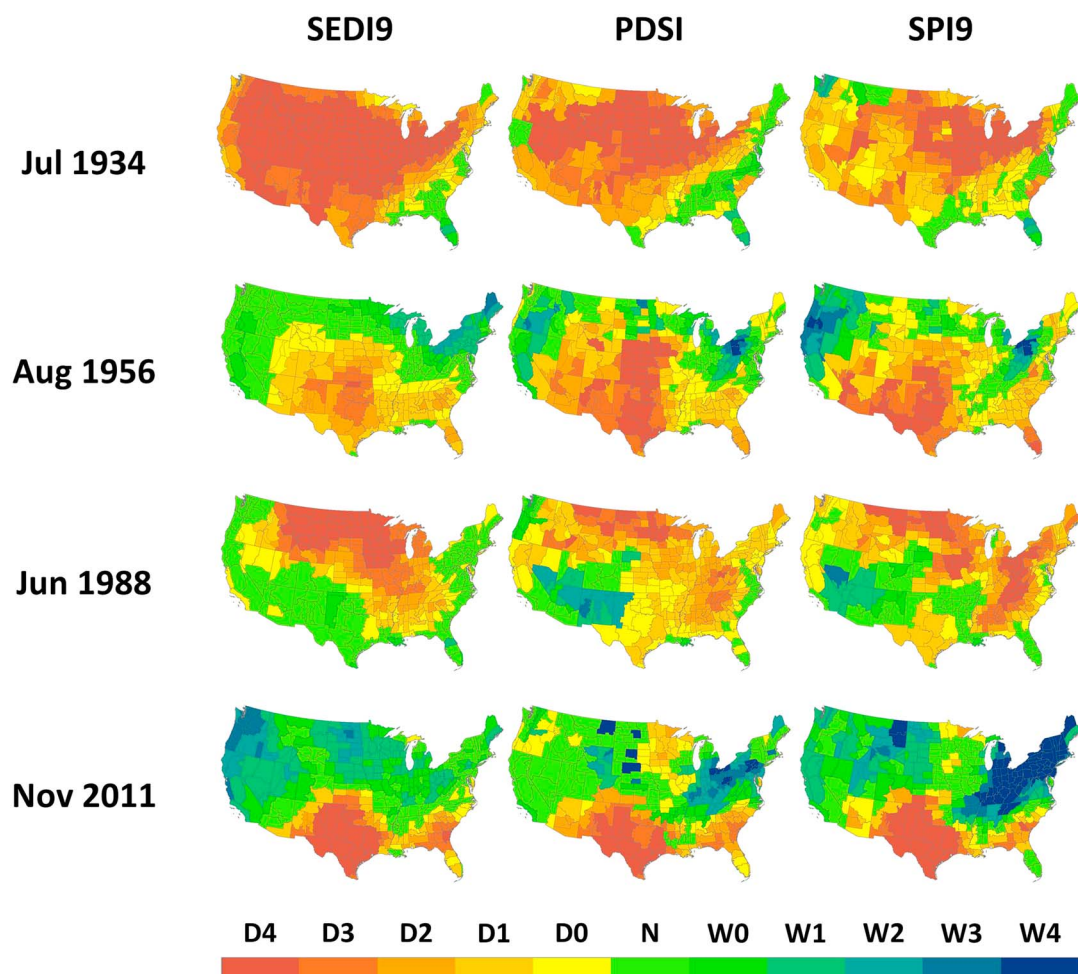 SEDI9 PDSI SPI9
Jul 1934
Aug 1956
Jun 1988
Nov 2011
D4 D3 D2 D1 D0 N W0 W1 W2 W3 W4